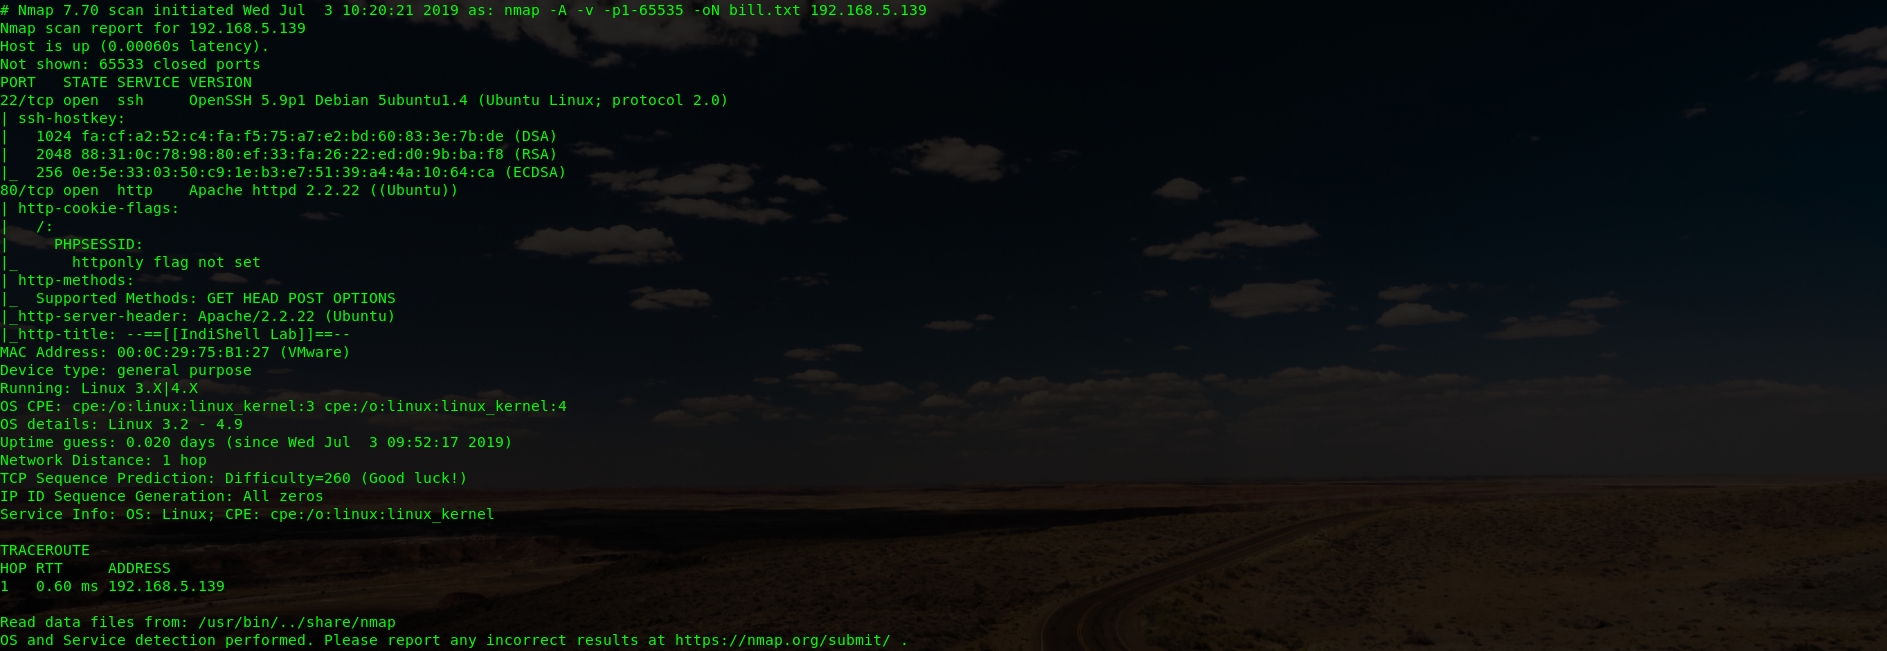 # Nmap 7.70 scan initiated Wed Jul  3 10:20:21 2019 as: nmap -A -v -p1-65535 -oN bill.txt 192.168.5.139
Nmap scan report for 192.168.5.139
Host is up (0.00060s latency).
Not shown: 65533 closed ports
PORT   STATE SERVICE VERSION
22/tcp open  ssh     OpenSSH 5.9p1 Debian 5ubuntu1.4 (Ubuntu Linux; protocol 2.0)
| ssh-hostkey:
|   1024 fa:cf:a2:52:c4:fa:f5:75:a7:e2:bd:60:83:3e:7b:de (DSA)
|   2048 88:31:0c:78:98:80:ef:33:fa:26:22:ed:d0:9b:ba:f8 (RSA)
|_  256 0e:5e:33:03:50:c9:1e:b3:e7:51:39:a4:4a:10:64:ca (ECDSA)
80/tcp open  http    Apache httpd 2.2.22 ((Ubuntu))
| http-cookie-flags:
|   /:
|     PHPSESSID:
|_      httponly flag not set
| http-methods:
|_  Supported Methods: GET HEAD POST OPTIONS
|_http-server-header: Apache/2.2.22 (Ubuntu)
|_http-title: --==[[IndiShell Lab]]==--
MAC Address: 00:0C:29:75:B1:27 (VMware)
Device type: general purpose
Running: Linux 3.X|4.X
OS CPE: cpe:/o:linux:linux_kernel:3 cpe:/o:linux:linux_kernel:4
OS details: Linux 3.2 - 4.9
Uptime guess: 0.020 days (since Wed Jul  3 09:52:17 2019)
Network Distance: 1 hop
TCP Sequence Prediction: Difficulty=260 (Good luck!)
IP ID Sequence Generation: All zeros
Service Info: OS: Linux; CPE: cpe:/o:linux:linux_kernel

TRACEROUTE
HOP RTT     ADDRESS
1   0.60 ms 192.168.5.139

Read data files from: /usr/bin/../share/nmap
OS and Service detection performed. Please report any incorrect results at https://nmap.org/submit/ .